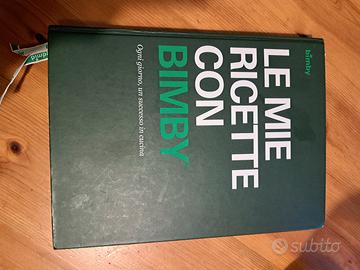 bimby
LE MIE
RICETTE
CON
BIMBY
Ogni giorno, un successo in cucina
subito